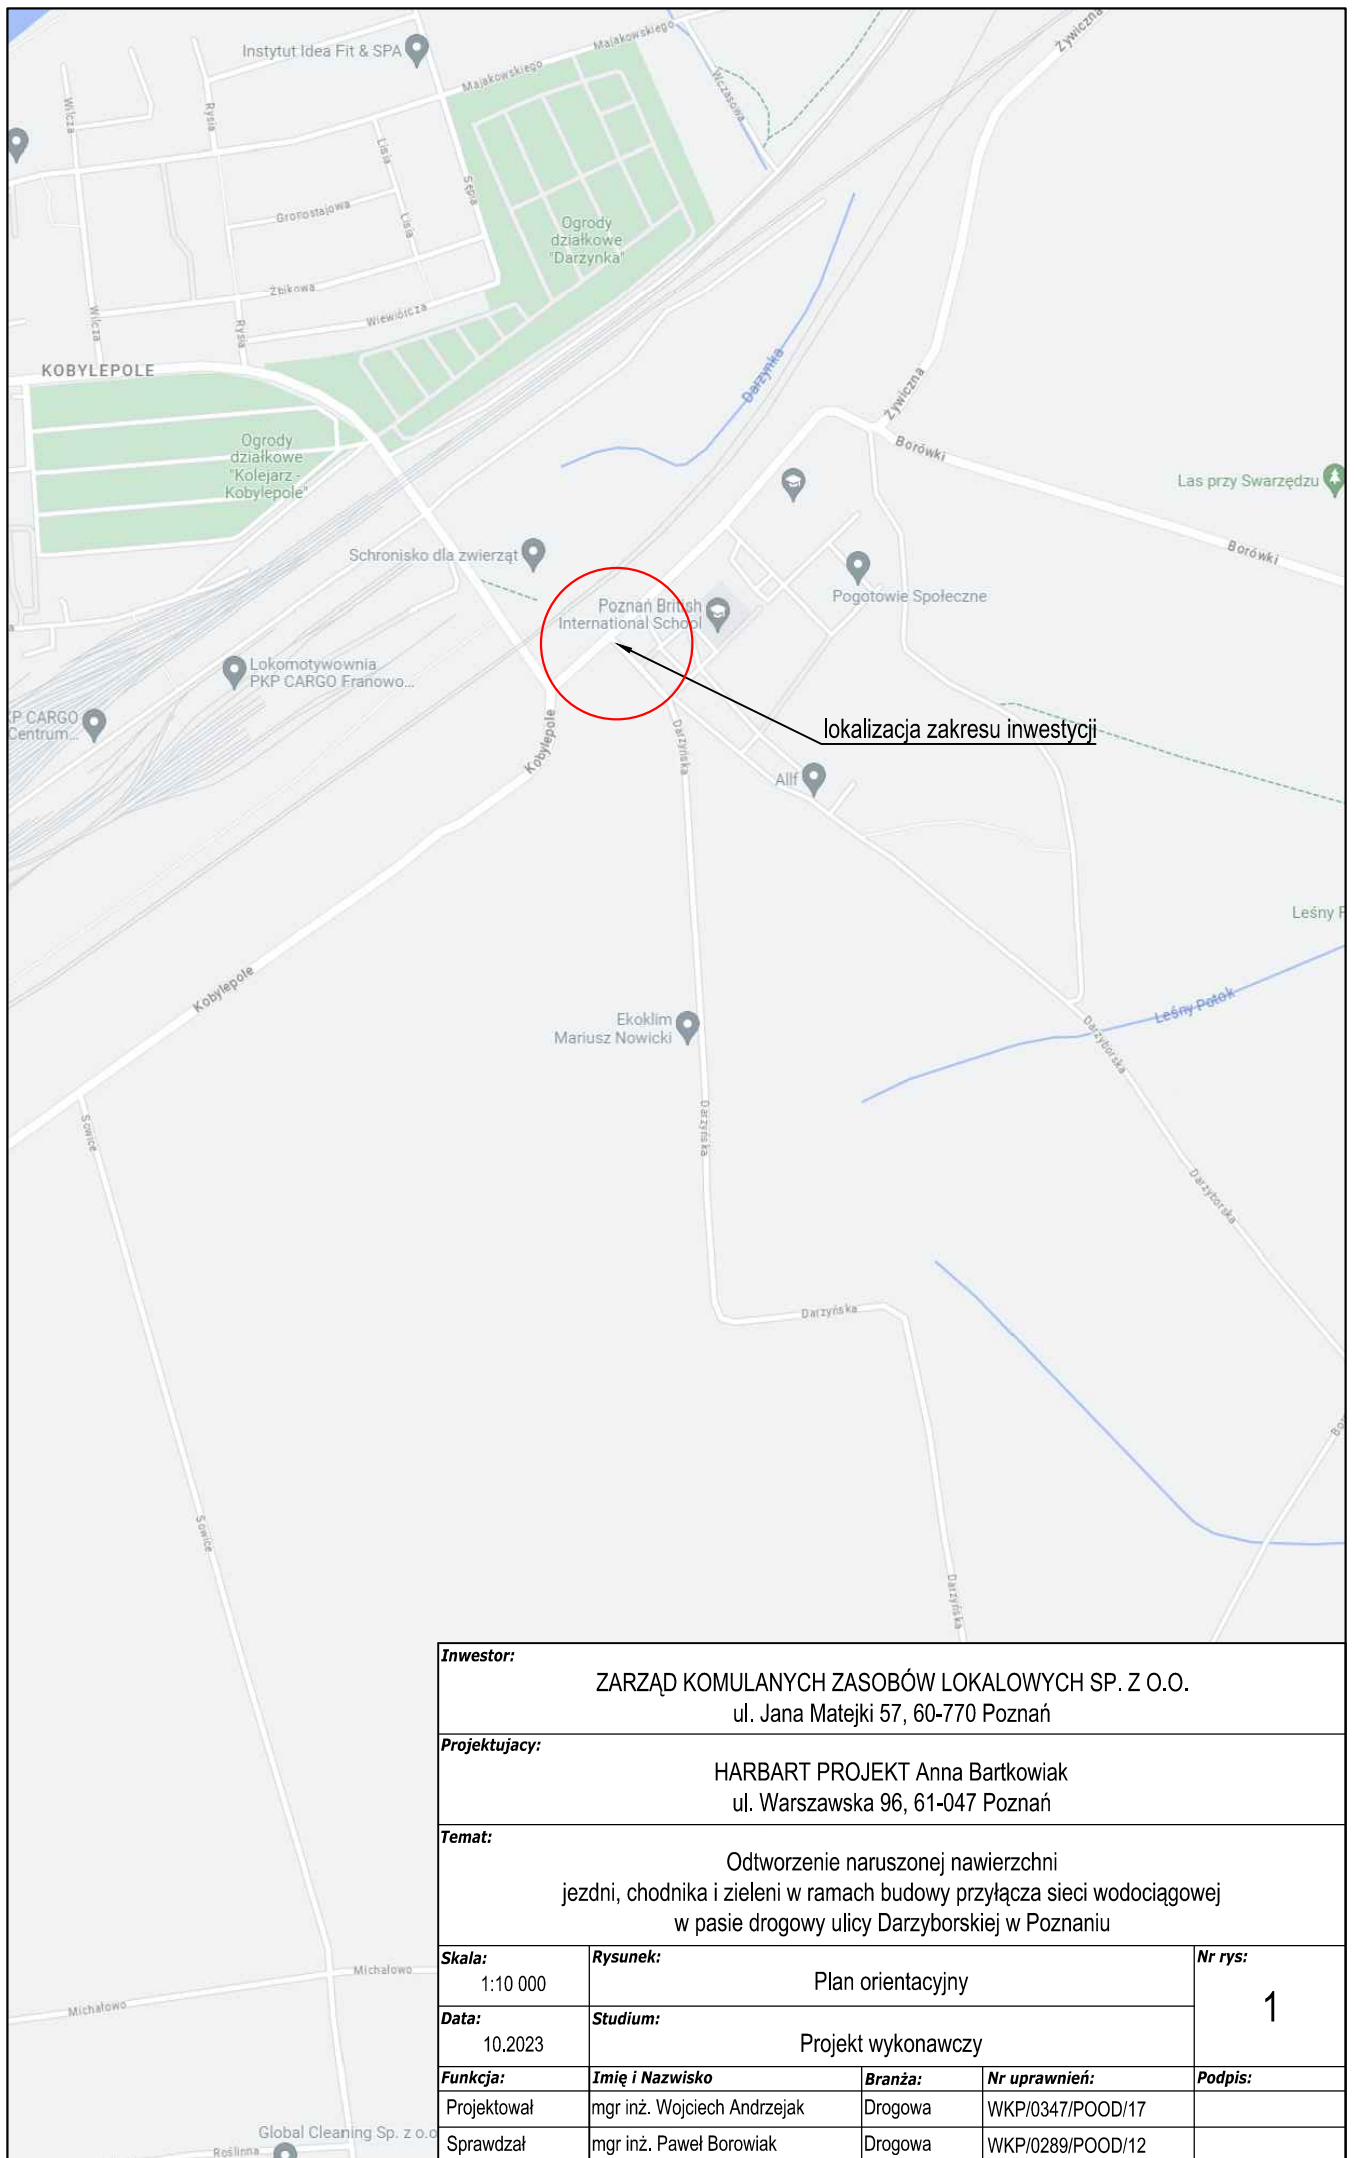 Instytut Idea Fit & SPA
Majakowskiego
Majakowskiego
Żywiczna
Wczasowa
Wilcza
Rysia
Lisia
Sępia
Gronostajowa
Lisia
Ogrody
działkowe
"Darzynka"
Żbikowa
Wiewiórcza
Wilcza
Rysia
KOBYLEPOLE
Darzynka
Żywiczna
Borówki
Ogrody
działkowe
"Kolejarz -
Kobylepole"
Las przy Swarzędzu
Schronisko dla zwierząt
Borówki
Pogotowie Społeczne
Poznań British
International School
Lokomotywownia
PKP CARGO Franowo...
KP CARGO
Centrum...
lokalizacja zakresu inwestycji
Kobylepole
Darzyńska
Allf
Leśny P
Kobylepole
Leśny Potok
Ekoklim
Mariusz Nowicki
Darzyborska
Sowice
Darzyńska
Darzyborska
Darzyńska
Sowice
Darzyńska
Michałowo
Michałowo
Global Cleaning Sp. z o.o
Roślinna
Inwestor:
ZARZĄD KOMULANYCH ZASOBÓW LOKALOWYCH SP. Z O.O.
ul. Jana Matejki 57, 60-770 Poznań
Projektujacy:
HARBART PROJEKT Anna Bartkowiak
ul. Warszawska 96, 61-047 Poznań
Temat:
Odtworzenie naruszonej nawierzchni
jezdni, chodnika i zieleni w ramach budowy przyłącza sieci wodociągowej
w pasie drogowy ulicy Darzyborskiej w Poznaniu
Skala:
1:10 000
Rysunek:
Plan orientacyjny
Nr rys:
1
Data:
10.2023
Studium:
Projekt wykonawczy
Funkcja: Imię i Nazwisko Branża: Nr uprawnień: Podpis:
Projektował mgr inż. Wojciech Andrzejak Drogowa WKP/0347/POOD/17
Sprawdzał mgr inż. Paweł Borowiak Drogowa WKP/0289/POOD/12